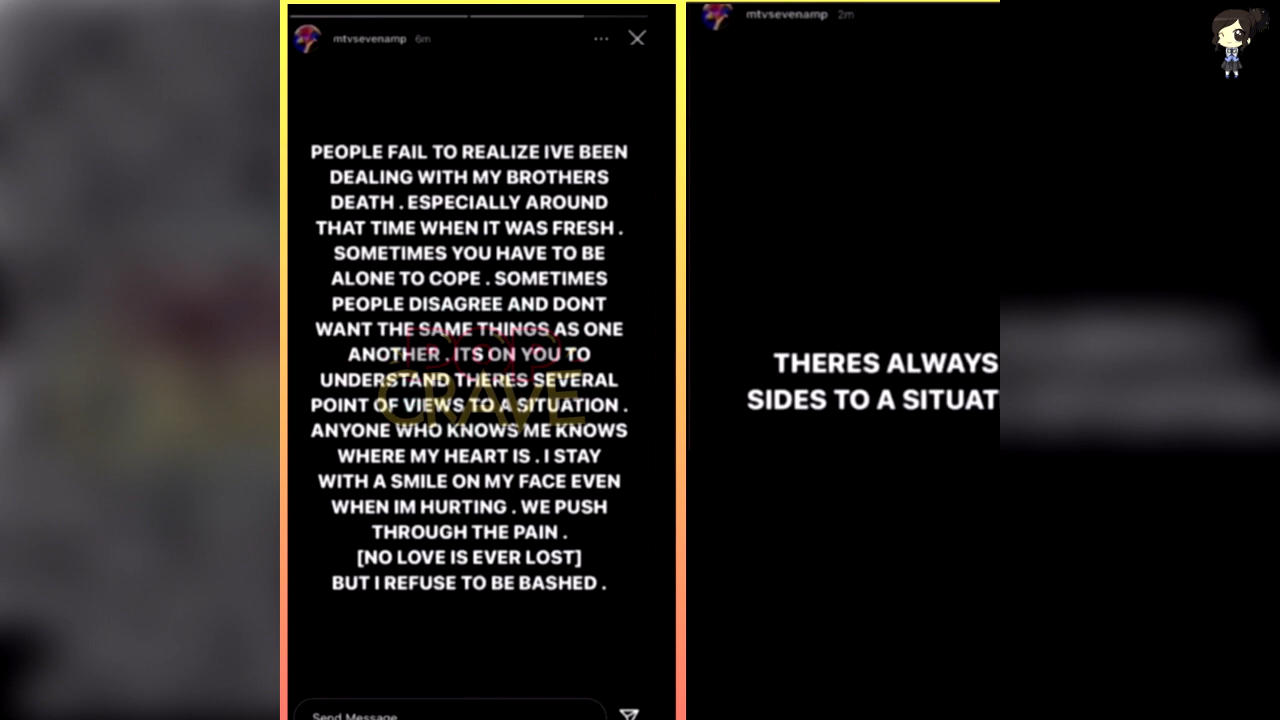 mtvsevenamp 6m
PEOPLE FAIL TO REALIZE IVE BEEN
DEALING WITH MY BROTHERS
DEATH . ESPECIALLY AROUND
THAT TIME WHEN IT WAS FRESH .
SOMETIMES YOU HAVE TO BE
ALONE TO COPE . SOMETIMES
PEOPLE DISAGREE AND DONT
WANT THE SAME THINGS AS ONE
ANOTHER . ITS ON YOU TO
UNDERSTAND THERES SEVERAL
POINT OF VIEWS TO A SITUATION .
ANYONE WHO KNOWS ME KNOWS
WHERE MY HEART IS . I STAY
WITH A SMILE ON MY FACE EVEN
WHEN IM HURTING . WE PUSH
THROUGH THE PAIN .
[NO LOVE IS EVER LOST]
BUT I REFUSE TO BE BASHED .
POP
CRAVE
Send Message
mtvsevenamp 2m
THERES ALWAYS
SIDES TO A SITUAT